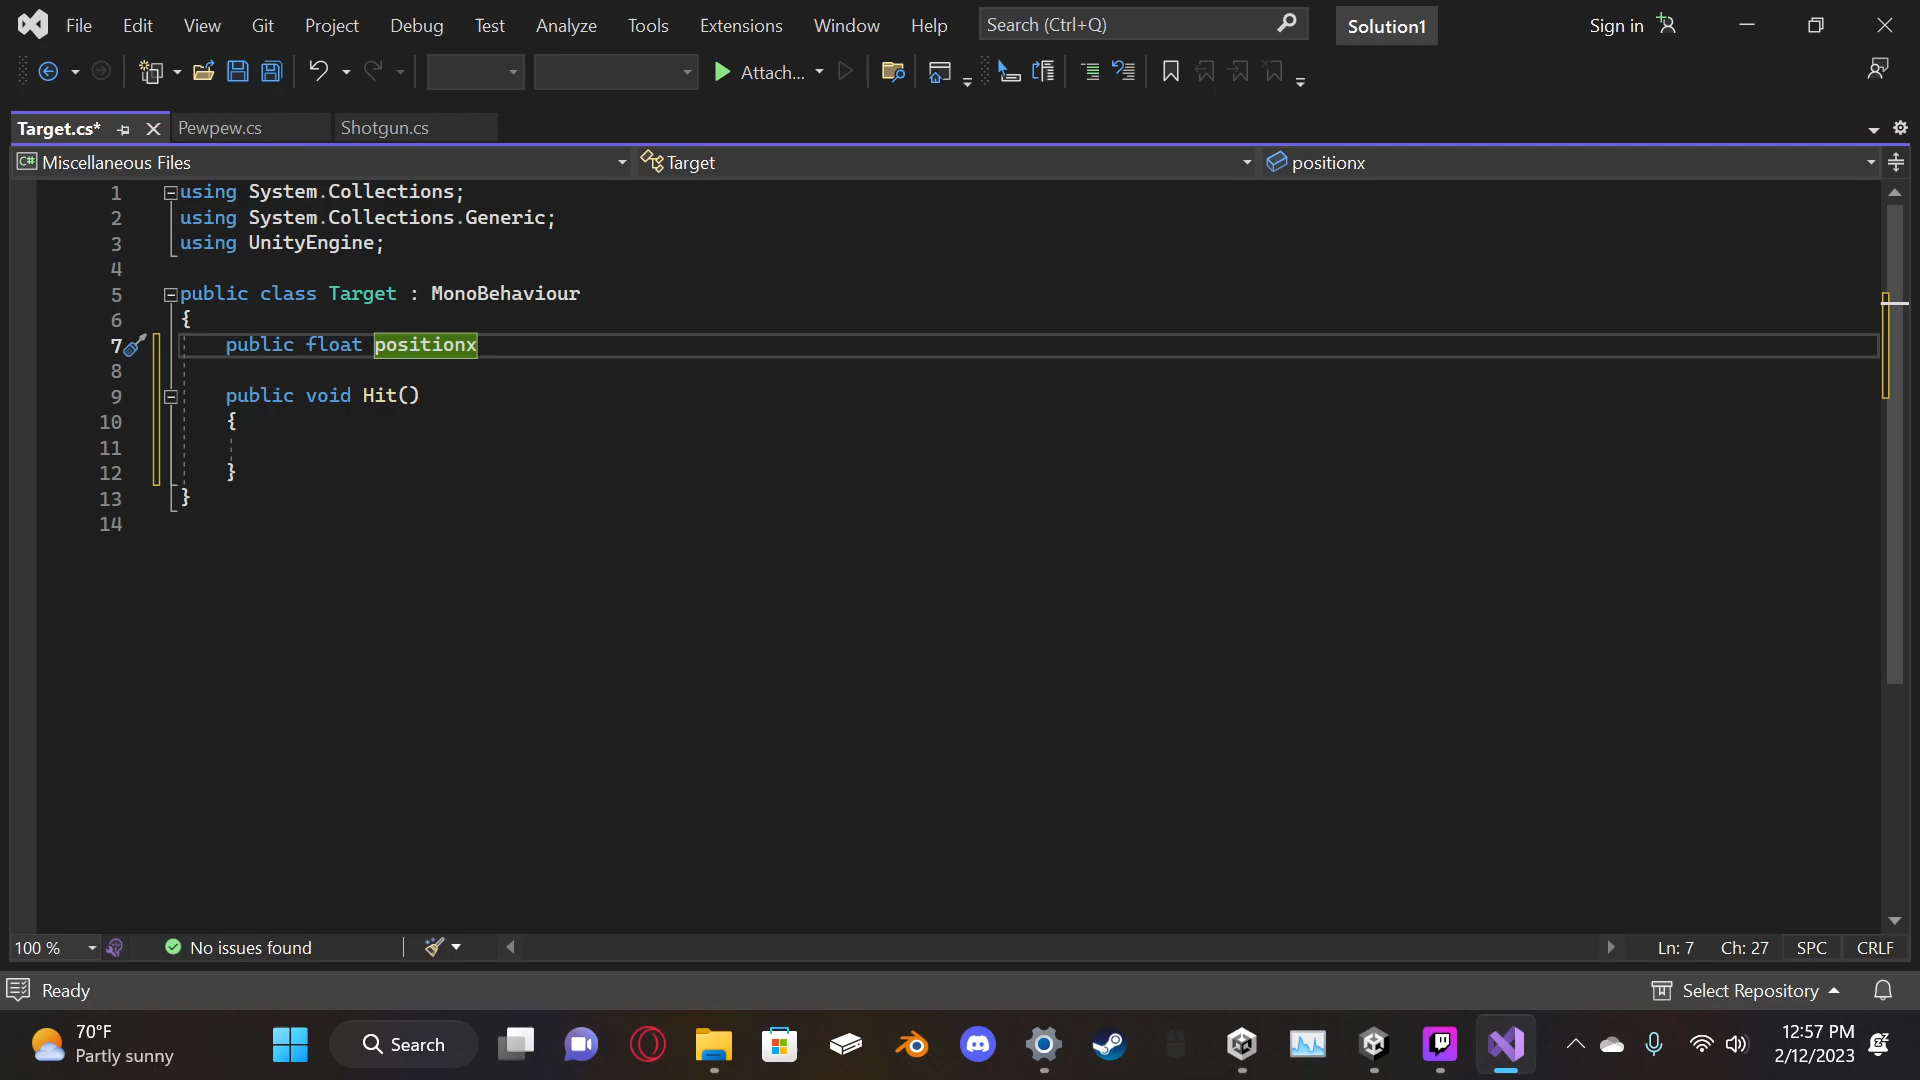 File Edit View Git Project Debug Test Analyze Tools Extensions Window Help Search (Ctrl+Q) Solution1 Sign in
Attach...
Target.cs* Pewpew.cs Shotgun.cs
C# Miscellaneous Files Target positionx
1 using System.Collections;
2 using System.Collections.Generic;
3 using UnityEngine;
4
5 public class Target : MonoBehaviour
6 {
7 public float positionx
8
9 public void Hit()
10 {
11
12 }
13 }
14
100 % No issues found Ln: 7 Ch: 27 SPC CRLF
Ready Select Repository
70°F
Partly sunny
Search
12:57 PM
2/12/2023